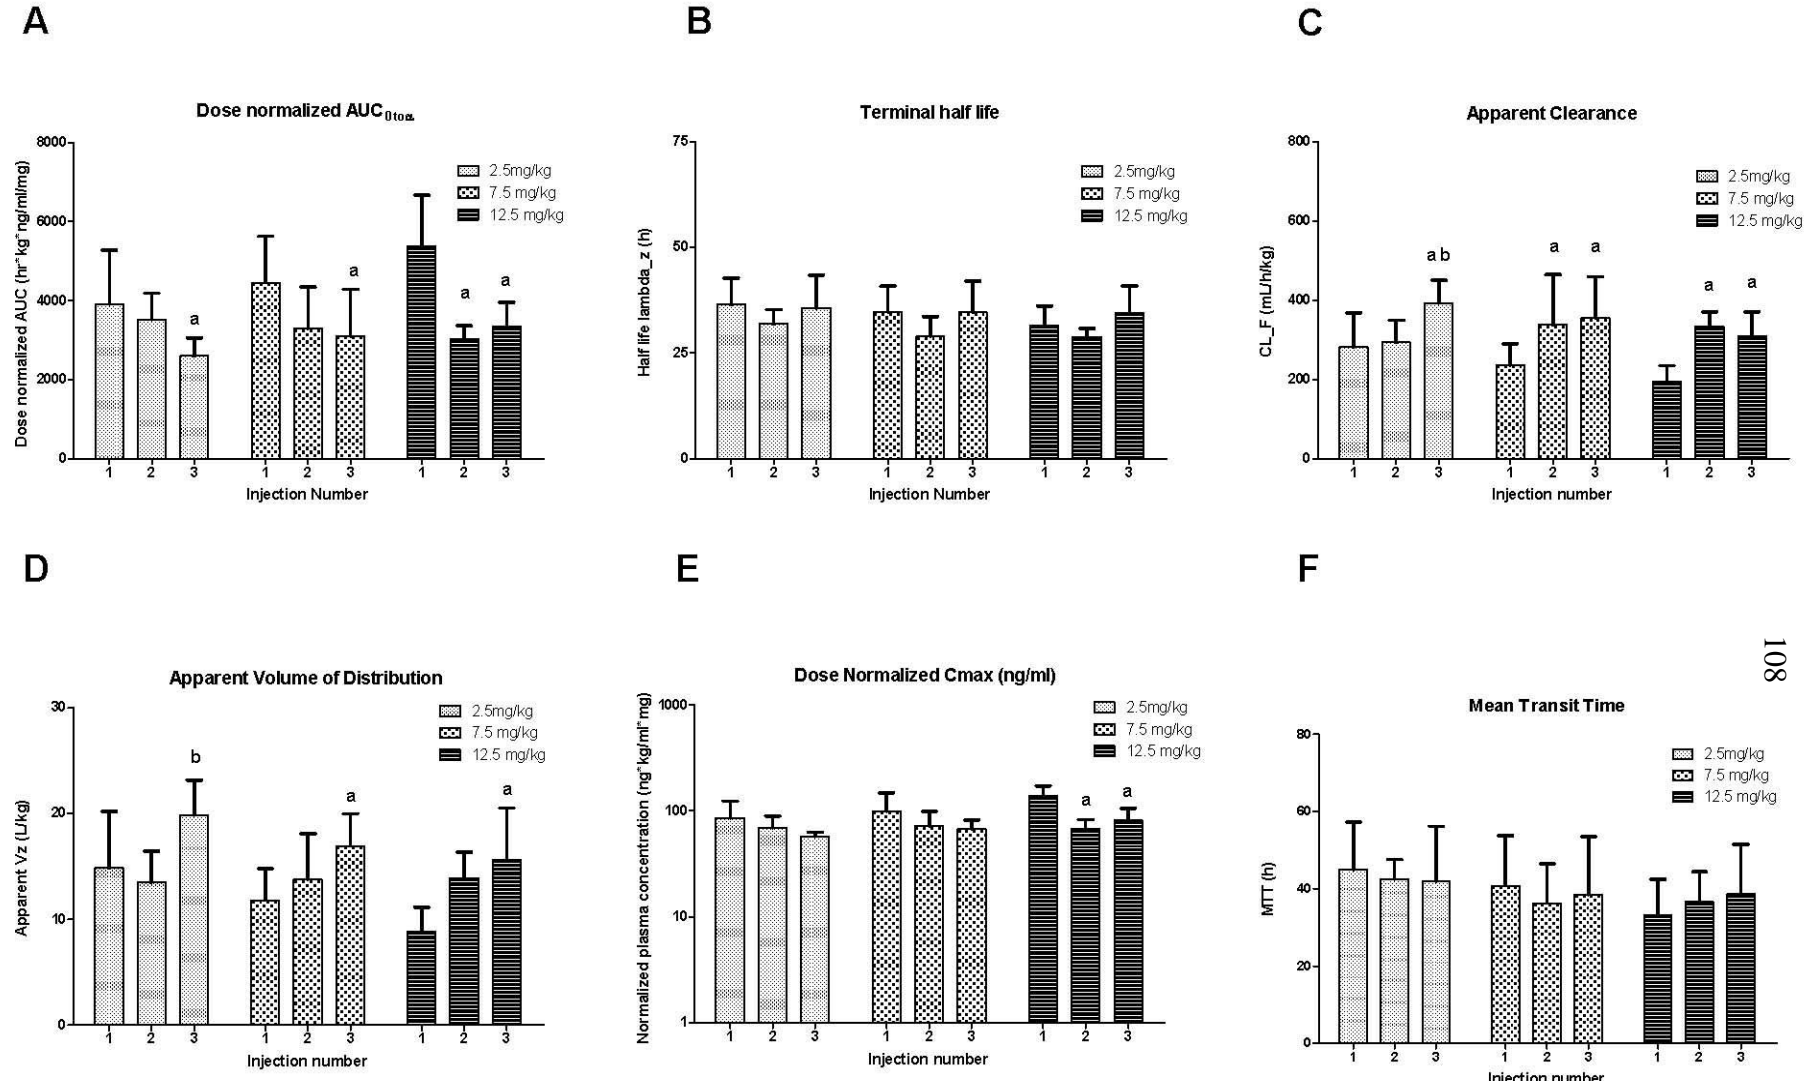 A
Dose normalized AUC0toα
Dose normalized AUC (hr*kg*ng/ml/mg)
8000
6000
4000
2000
0
2.5mg/kg
7.5 mg/kg
12.5 mg/kg
a
a
a
a
1 2 3 1 2 3 1 2 3
Injection Number
B
Terminal half life
Half life lambda_z (h)
75
50
25
0
2.5mg/kg
7.5 mg/kg
12.5 mg/kg
1 2 3 1 2 3 1 2 3
Injection Number
C
Apparent Clearance
CL_F (mL/h/kg)
800
600
400
200
0
2.5mg/kg
7.5 mg/kg
12.5 mg/kg
a b
a
a
a
a
1 2 3 1 2 3 1 2 3
Injection number
D
Apparent Volume of Distribution
Apparent Vz (L/kg)
30
20
10
0
2.5mg/kg
7.5 mg/kg
12.5 mg/kg
b
a
a
1 2 3 1 2 3 1 2 3
Injection number
E
Dose Normalized Cmax (ng/ml)
Normalized plasma concentration (ng*kg/ml*mg)
1000
100
10
1
2.5mg/kg
7.5 mg/kg
12.5 mg/kg
a
a
1 2 3 1 2 3 1 2 3
Injection number
F
Mean Transit Time
MTT (h)
80
60
40
20
0
2.5mg/kg
7.5 mg/kg
12.5 mg/kg
1 2 3 1 2 3 1 2 3
Injection number
108